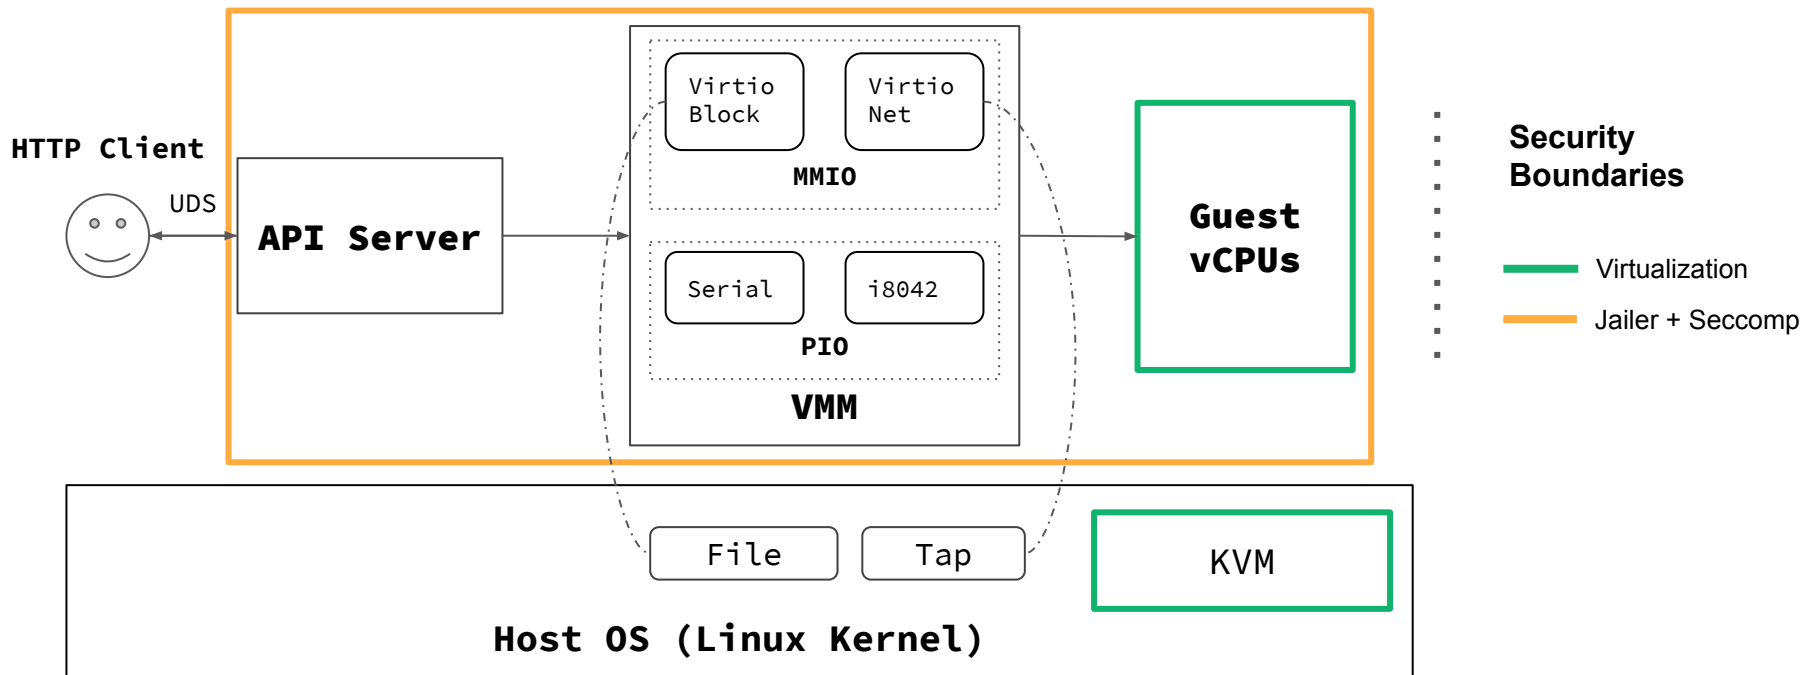 HTTP Client
UDS
API Server
Virtio
Block
Virtio
Net
MMIO
Serial
i8042
PIO
VMM
Guest
vCPUs
Security
Boundaries
Virtualization
Jailer + Seccomp
File
Tap
KVM
Host OS (Linux Kernel)